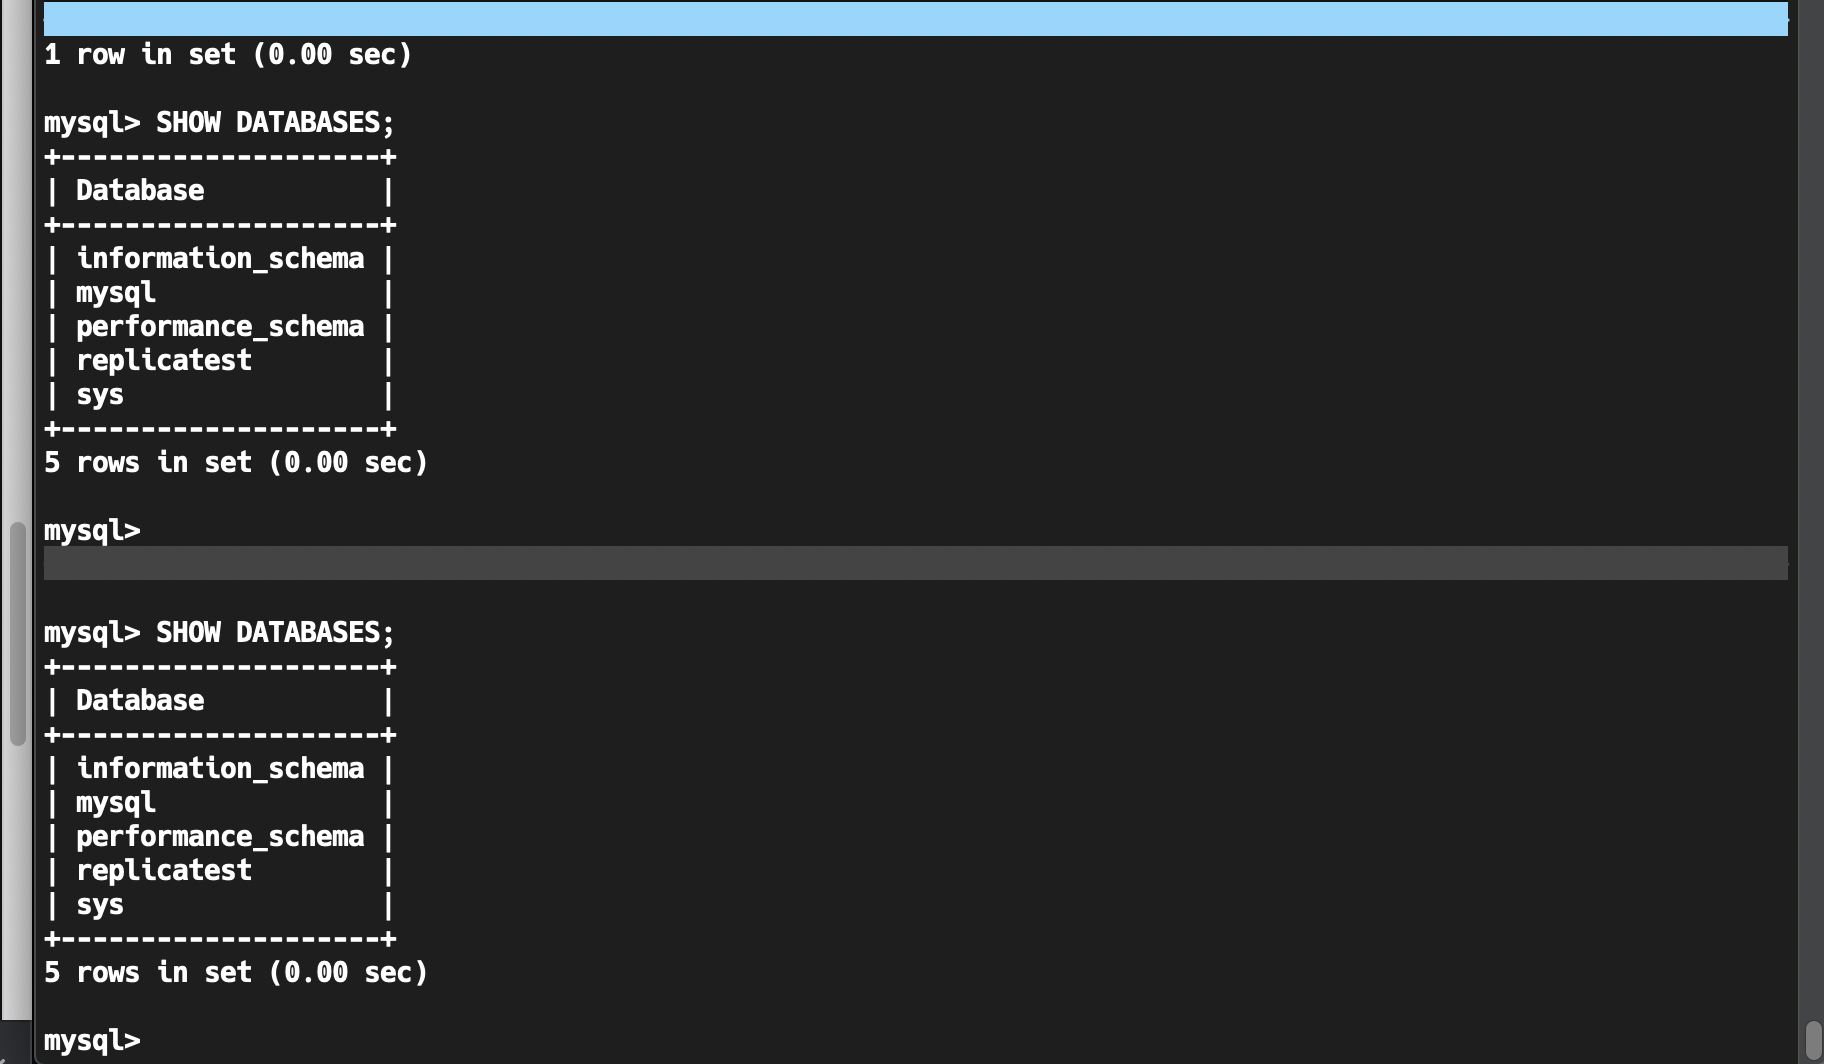 1 row in set (0.00 sec)
mysql> SHOW DATABASES;
+--------------------+
| Database           |
+--------------------+
| information_schema |
| mysql              |
| performance_schema |
| replicatest        |
| sys                |
+--------------------+
5 rows in set (0.00 sec)
mysql>
mysql> SHOW DATABASES;
+--------------------+
| Database           |
+--------------------+
| information_schema |
| mysql              |
| performance_schema |
| replicatest        |
| sys                |
+--------------------+
5 rows in set (0.00 sec)
mysql>